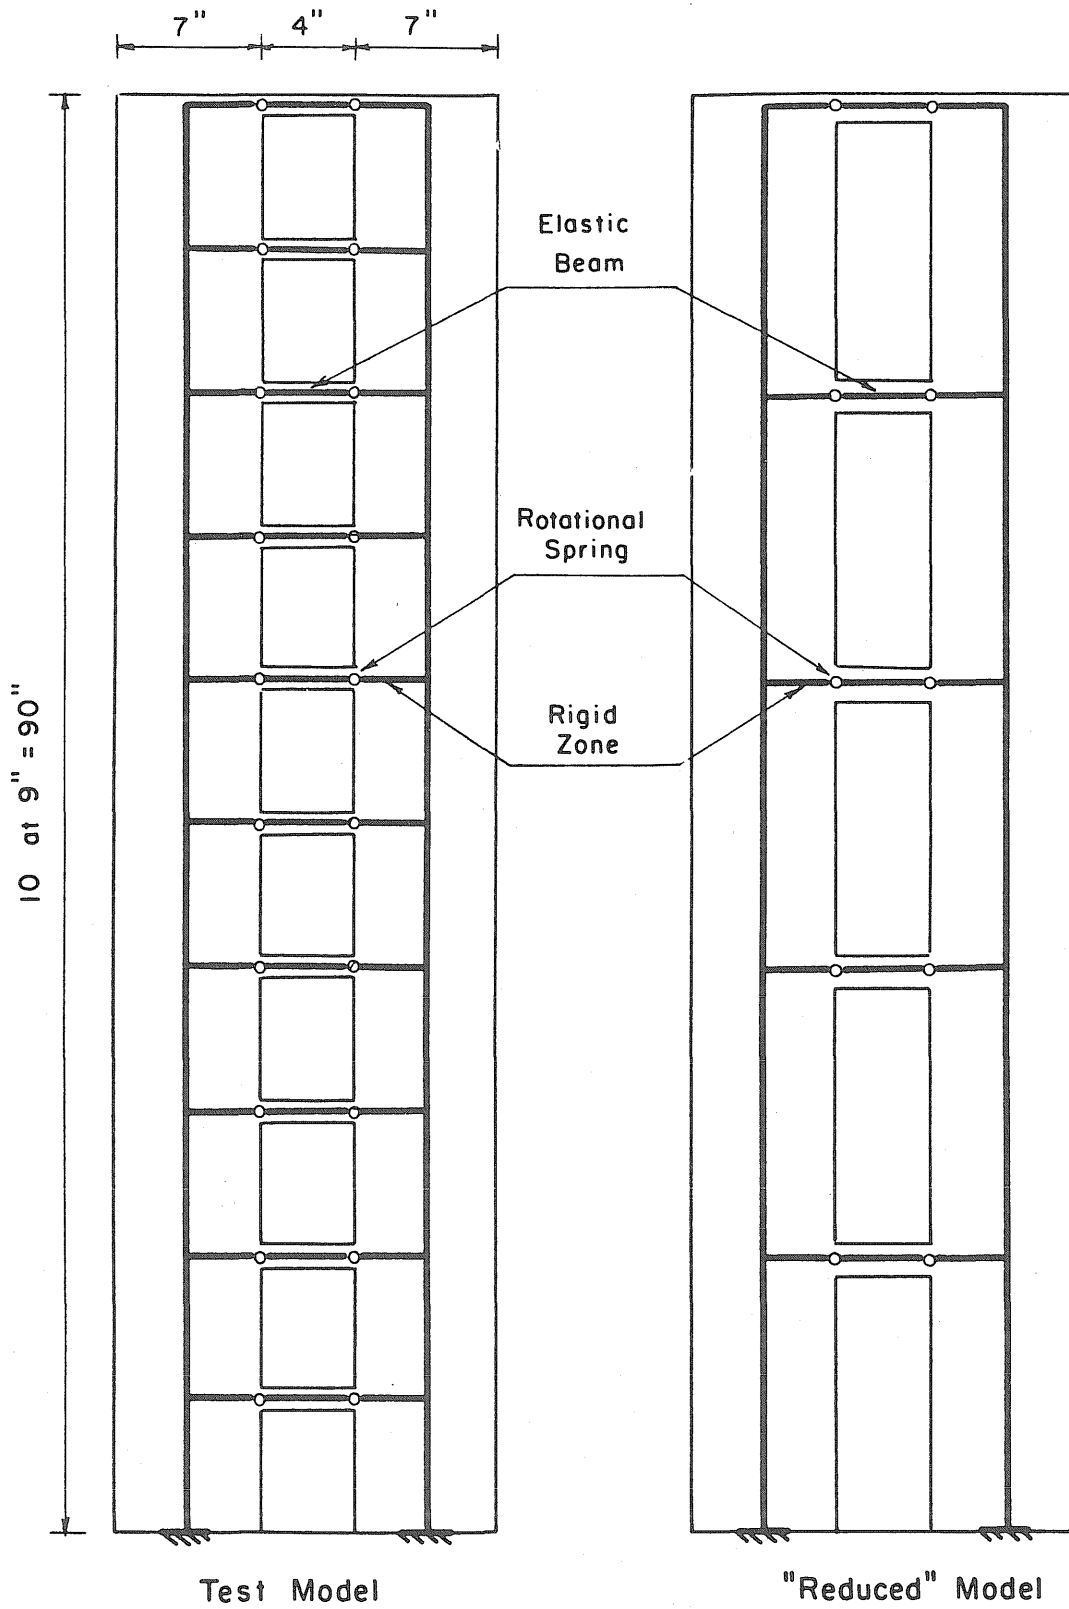 7" 4" 7"
Elastic
Beam
Rotational
Spring
Rigid
Zone
10 at 9" = 90"
Test Model
"Reduced" Model